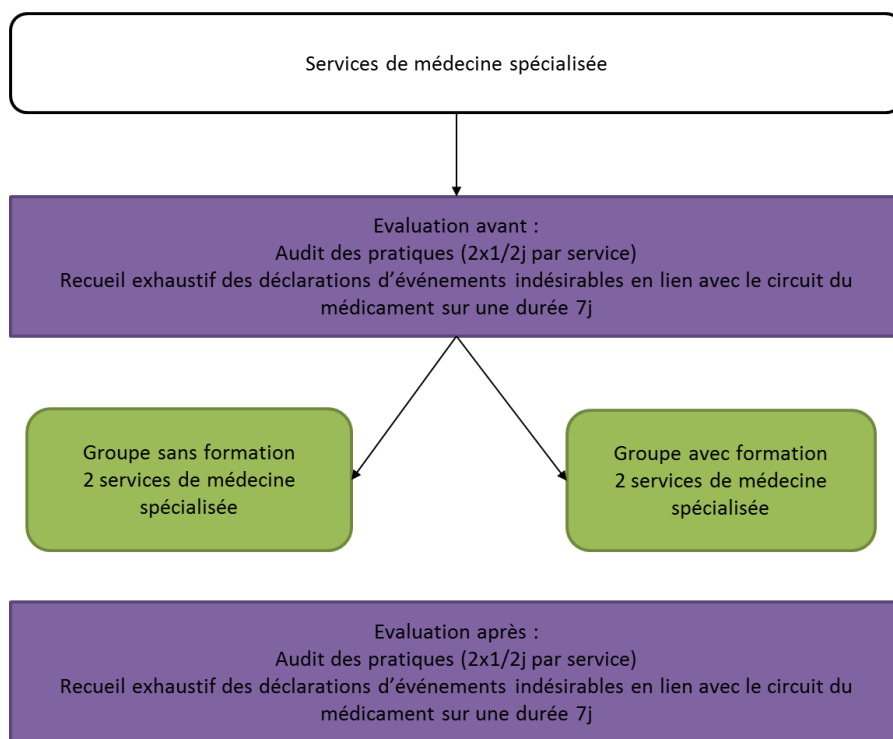 Services de médecine spécialisée
Evaluation avant :
Audit des pratiques (2x1/2j par service)
Recueil exhaustif des déclarations d'événements indésirables en lien avec le circuit du
médicament sur une durée 7j
Groupe sans formation
2 services de médecine
spécialisée
Groupe avec formation
2 services de médecine
spécialisée
Evaluation après :
Audit des pratiques (2x1/2j par service)
Recueil exhaustif des déclarations d'événements indésirables en lien avec le circuit du
médicament sur une durée 7j